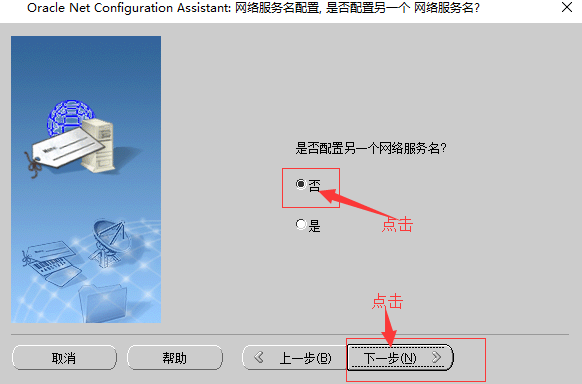 Oracle Net Configuration Assistant: 网络服务名配置, 是否配置另一个 网络服务名?
是否配置另一个网络服务名?
否
是
点击
点击
取消
帮助
上一步(B)
下一步(N)